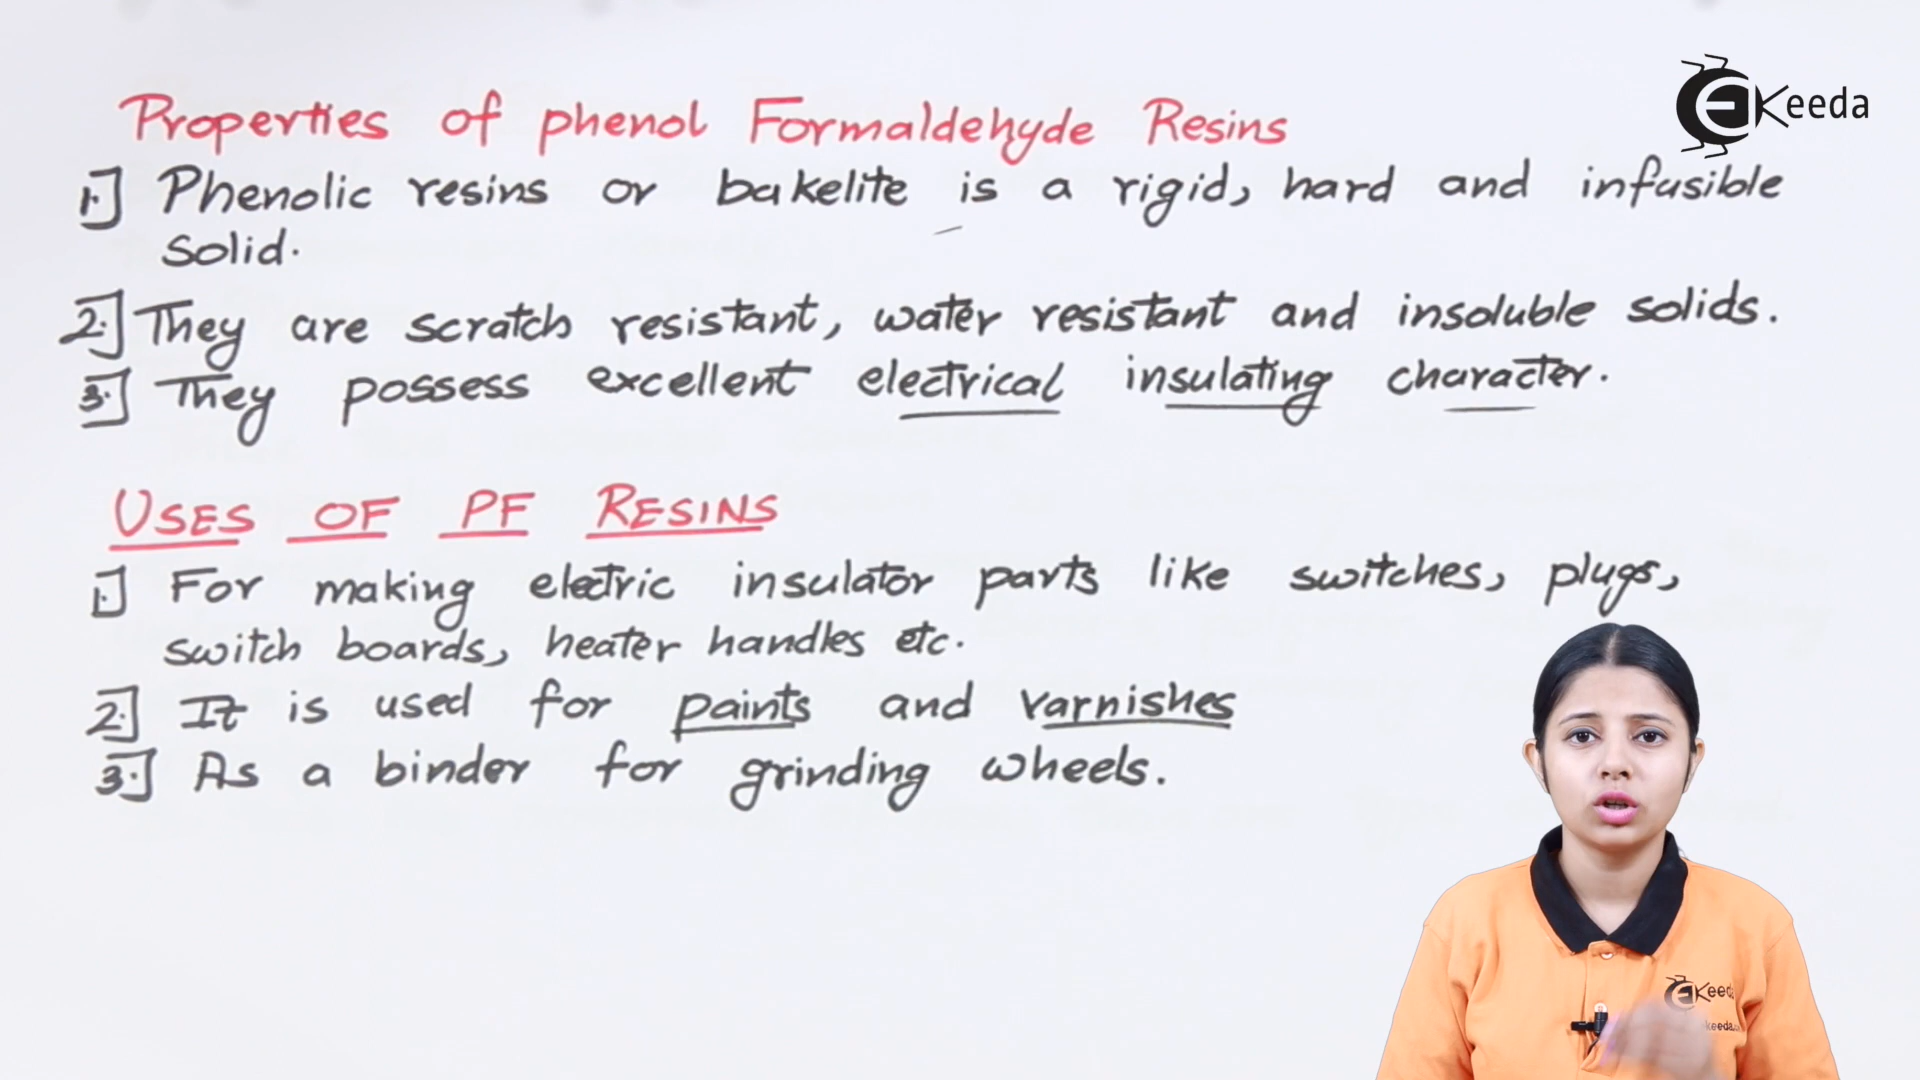 Properties of phenol Formaldehyde Resins
EKeeda
1.] Phenolic resins or bakelite is a rigid, hard and infusible
solid.
2.] They are scratch resistant, water resistant and insoluble solids.
3.] They possess excellent electrical insulating character.
USES OF PF RESINS
1.] For making electric insulator parts like switches, plugs,
switch boards, heater handles etc.
2.] It is used for paints and varnishes
3.] As a binder for grinding wheels.
EKeeda